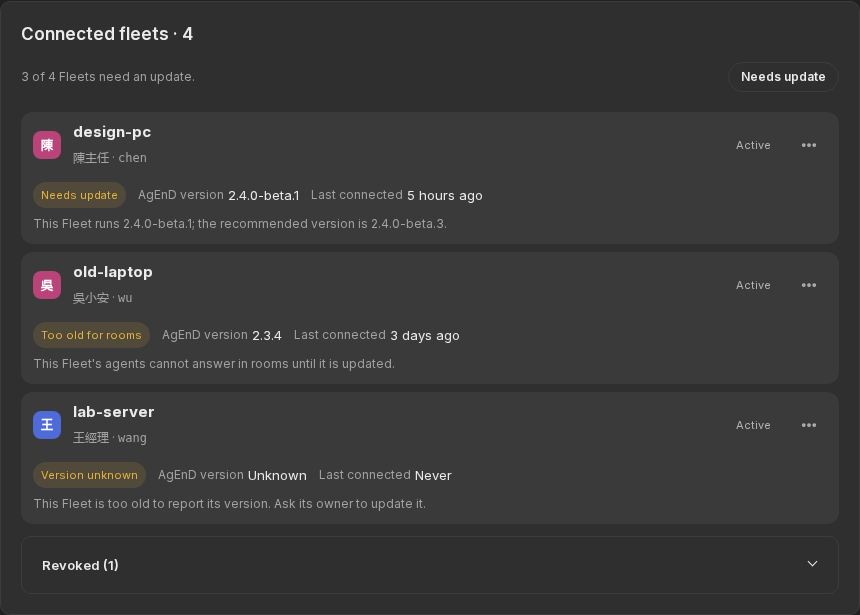 Connected fleets · 4
3 of 4 Fleets need an update.
Needs update
陳
design-pc
陳主任 · chen
Active
Needs update
AgEnD version 2.4.0-beta.1
Last connected 5 hours ago
This Fleet runs 2.4.0-beta.1; the recommended version is 2.4.0-beta.3.
吳
old-laptop
吳小安 · wu
Active
Too old for rooms
AgEnD version 2.3.4
Last connected 3 days ago
This Fleet's agents cannot answer in rooms until it is updated.
王
lab-server
王經理 · wang
Active
Version unknown
AgEnD version Unknown
Last connected Never
This Fleet is too old to report its version. Ask its owner to update it.
Revoked (1)